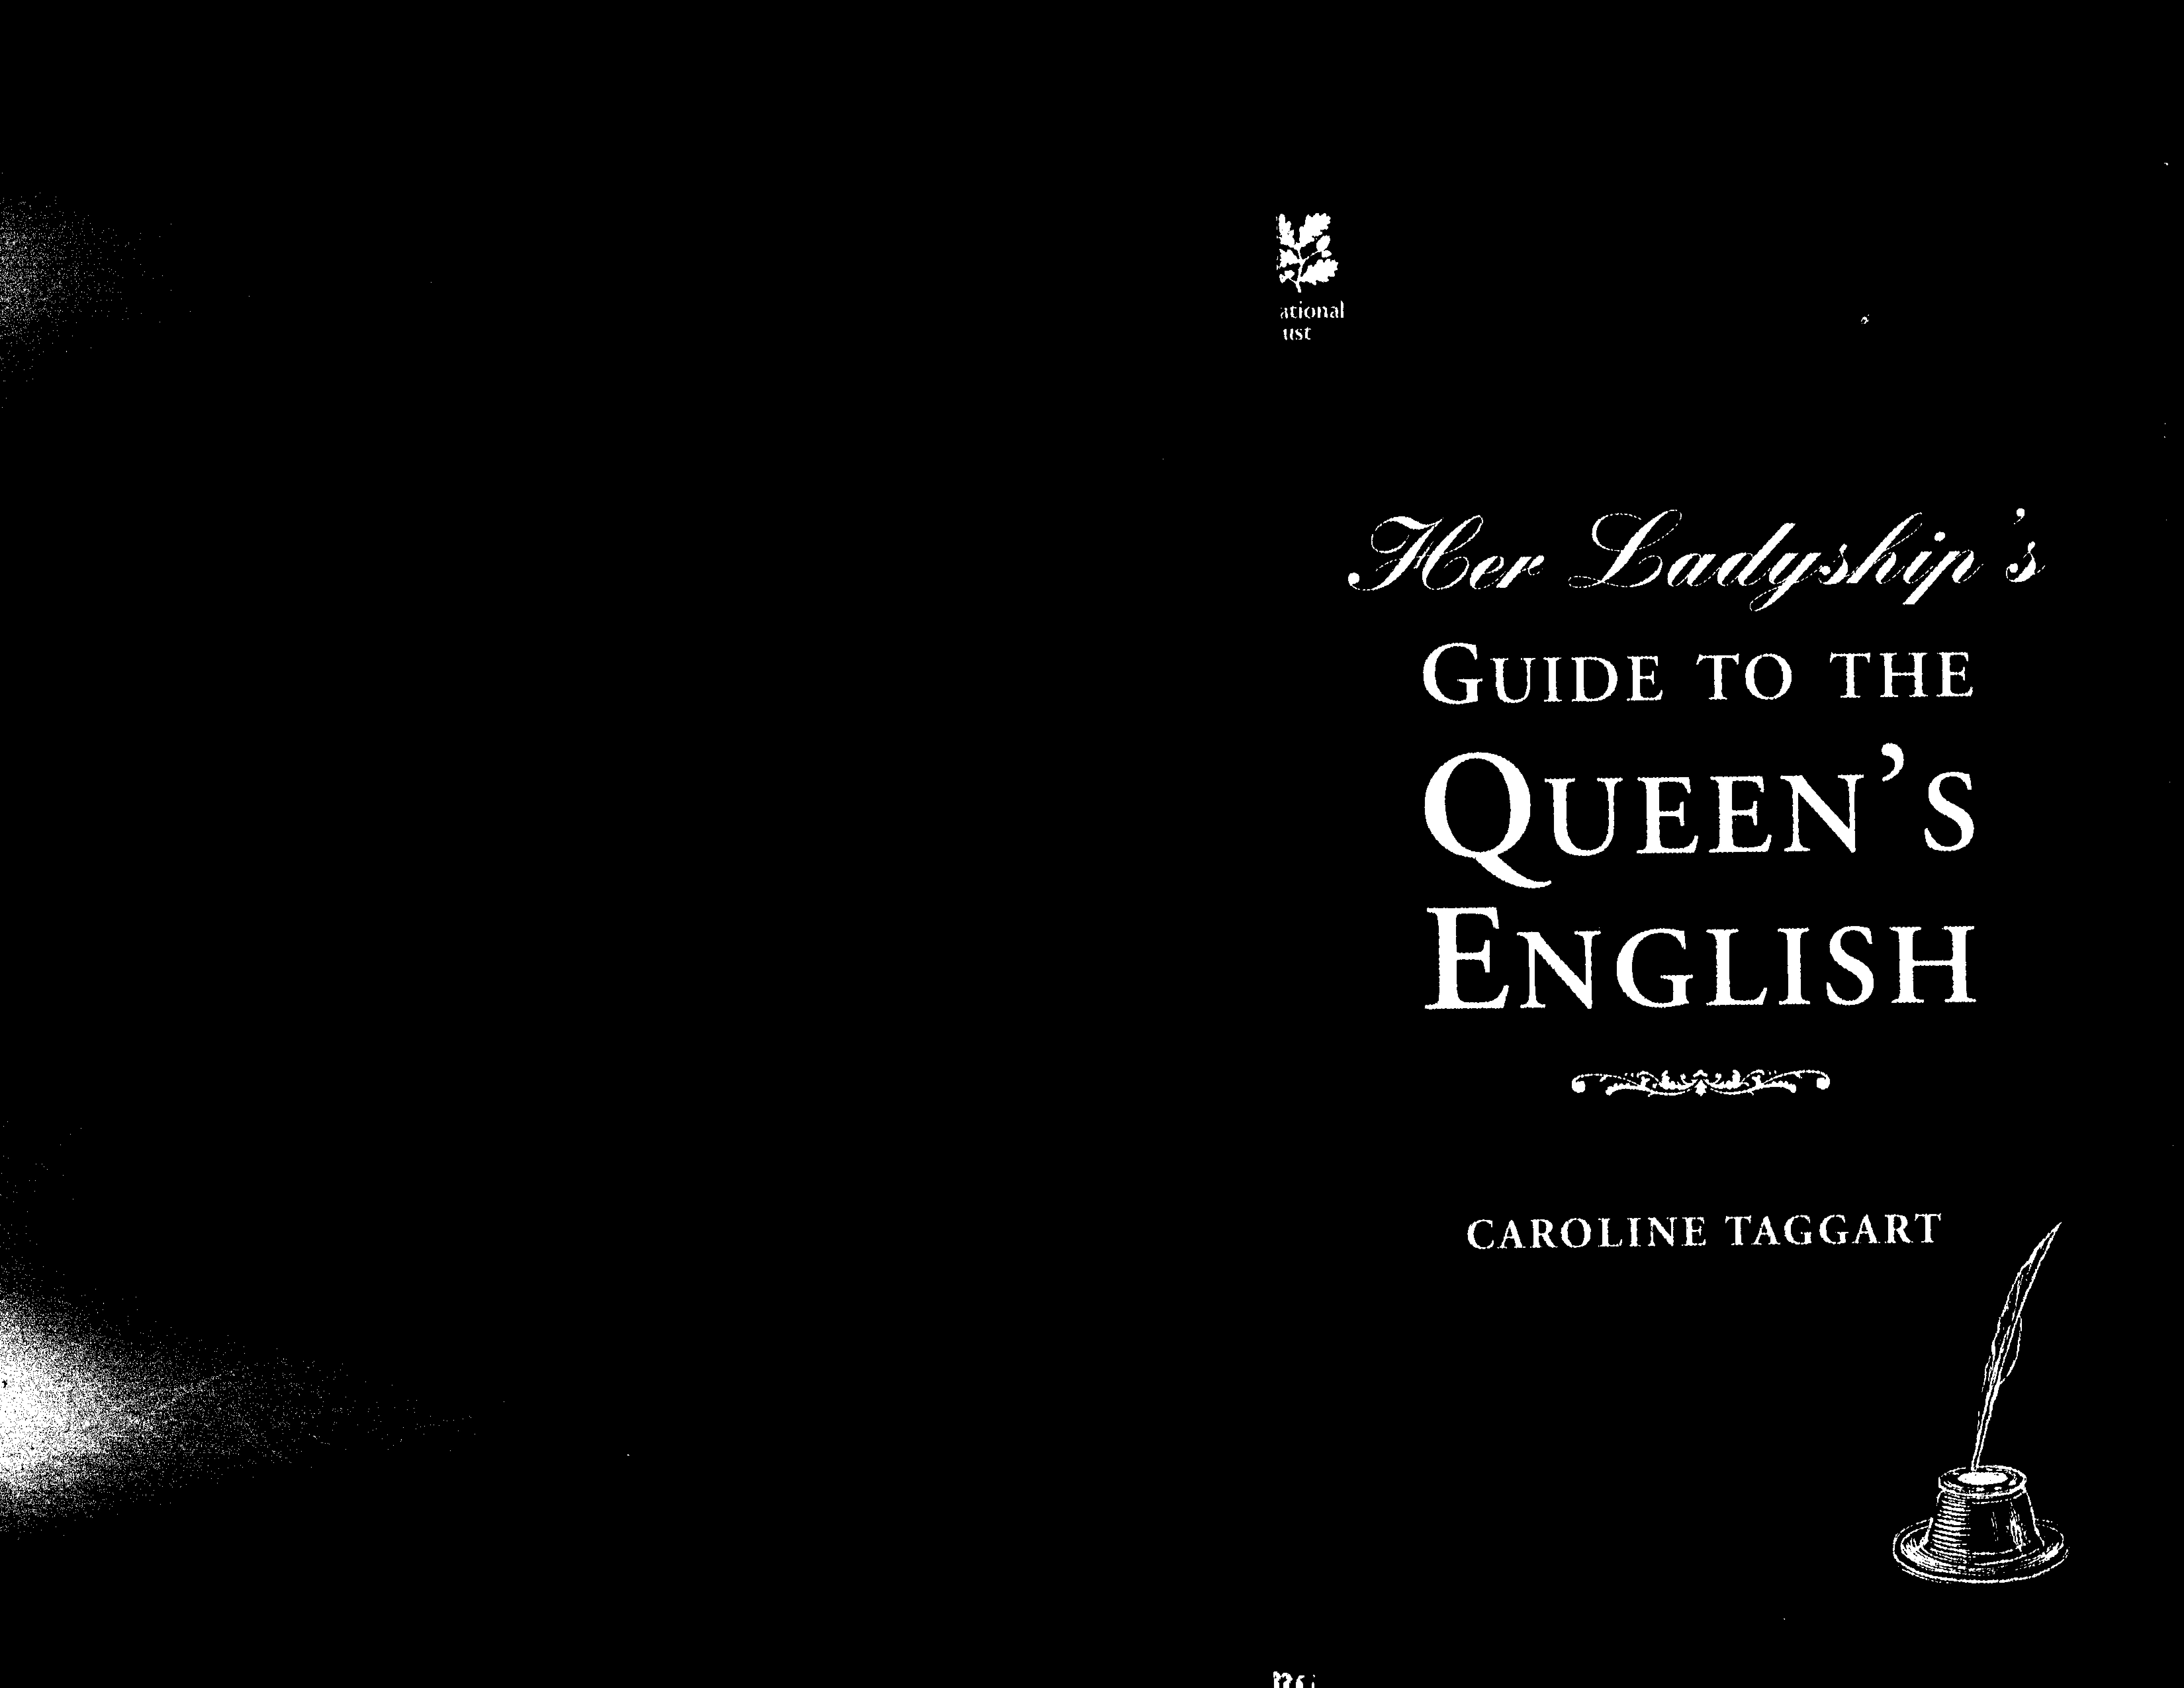 ational
ust
Her Ladyship's
GUIDE TO THE
QUEEN'S
ENGLISH
CAROLINE TAGGART